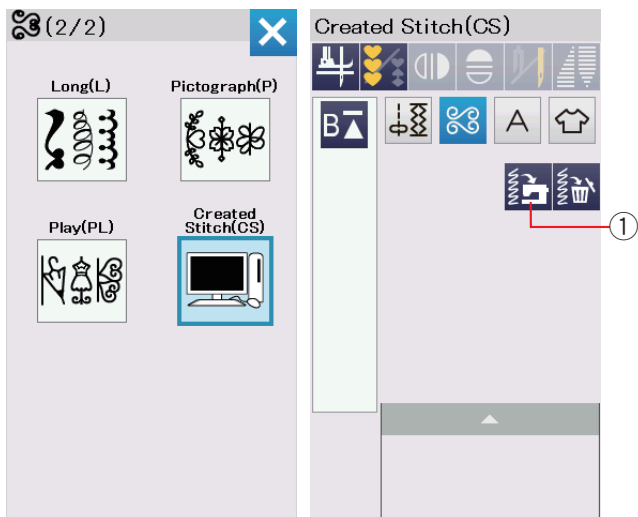 (2/2)
Long(L)
Pictograph(P)
Play(PL)
Created
Stitch(CS)
Created Stitch(CS)
B
A
1